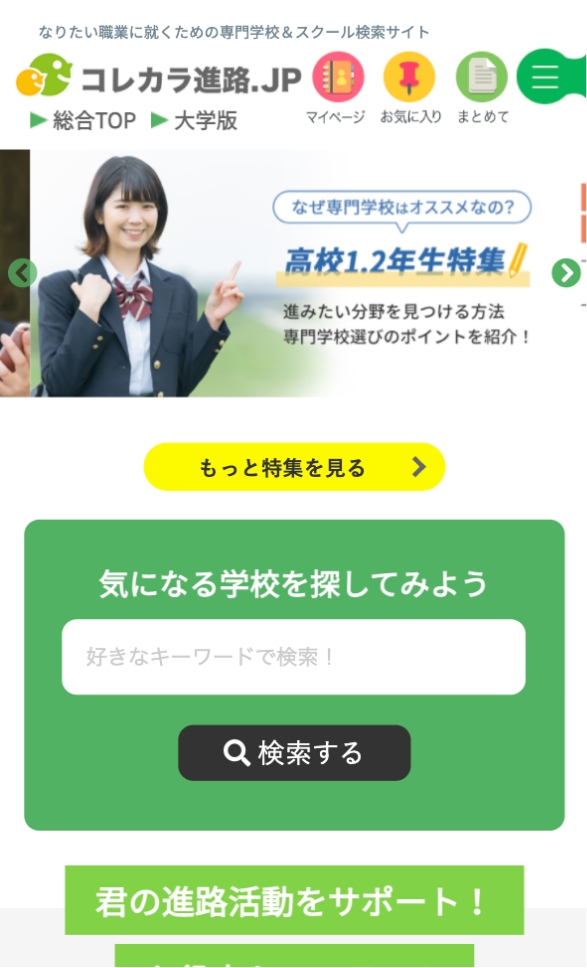 なりたい職業に就くための専門学校＆スクール検索サイト
コレカラ進路.JP
マイページ お気に入り まとめて
総合TOP 大学版
なぜ専門学校はオススメなの？
高校1.2年生特集
進みたい分野を見つける方法
専門学校選びのポイントを紹介！
もっと特集を見る
気になる学校を探してみよう
好きなキーワードで検索！
検索する
君の進路活動をサポート！